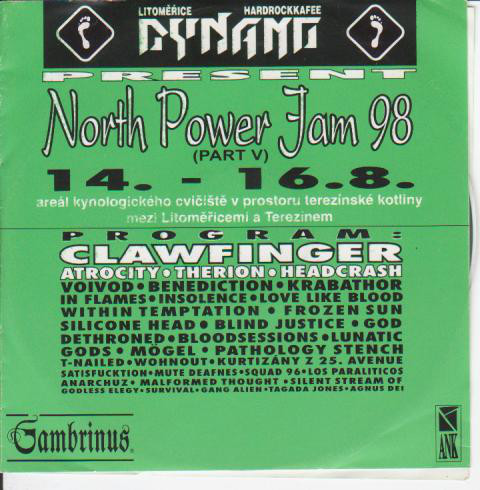 LITOMĚŘICE HARDROCKKAFEE
DYNAMO
PRESENT
North Power Jam 98
(PART V)
14. - 16.8.
areál kynologického cvičiště v prostoru terezínské kotliny
mezi Litoměřicemi a Terezínem
PROGRAM:
CLAWFINGER
ATROCITY • THERION • HEADCRASH
VOIVOD • BENEDICTION • KRABATHOR
IN FLAMES • INSOLENCE • LOVE LIKE BLOOD
WITHIN TEMPTATION • FROZEN SUN
SILICONE HEAD • BLIND JUSTICE • GOD
DETHRONED • BLOODSESSIONS • LUNATIC
GODS • MÖGEL • PATHOLOGY STENCH
T-NAILED • WOHNOUT • KURTIZÁNY Z 25. AVENUE
SATISFUCKTION • MUTE DEAFNES • SQUAD 96 • LOS PARALITICOS
ANARCHUZ • MALFORMED THOUGHT • SILENT STREAM OF
GODLESS ELEGY • SURVIVAL • GANG ALIEN • TAGADA JONES • AGNUS DEI
Gambrinus
ANK